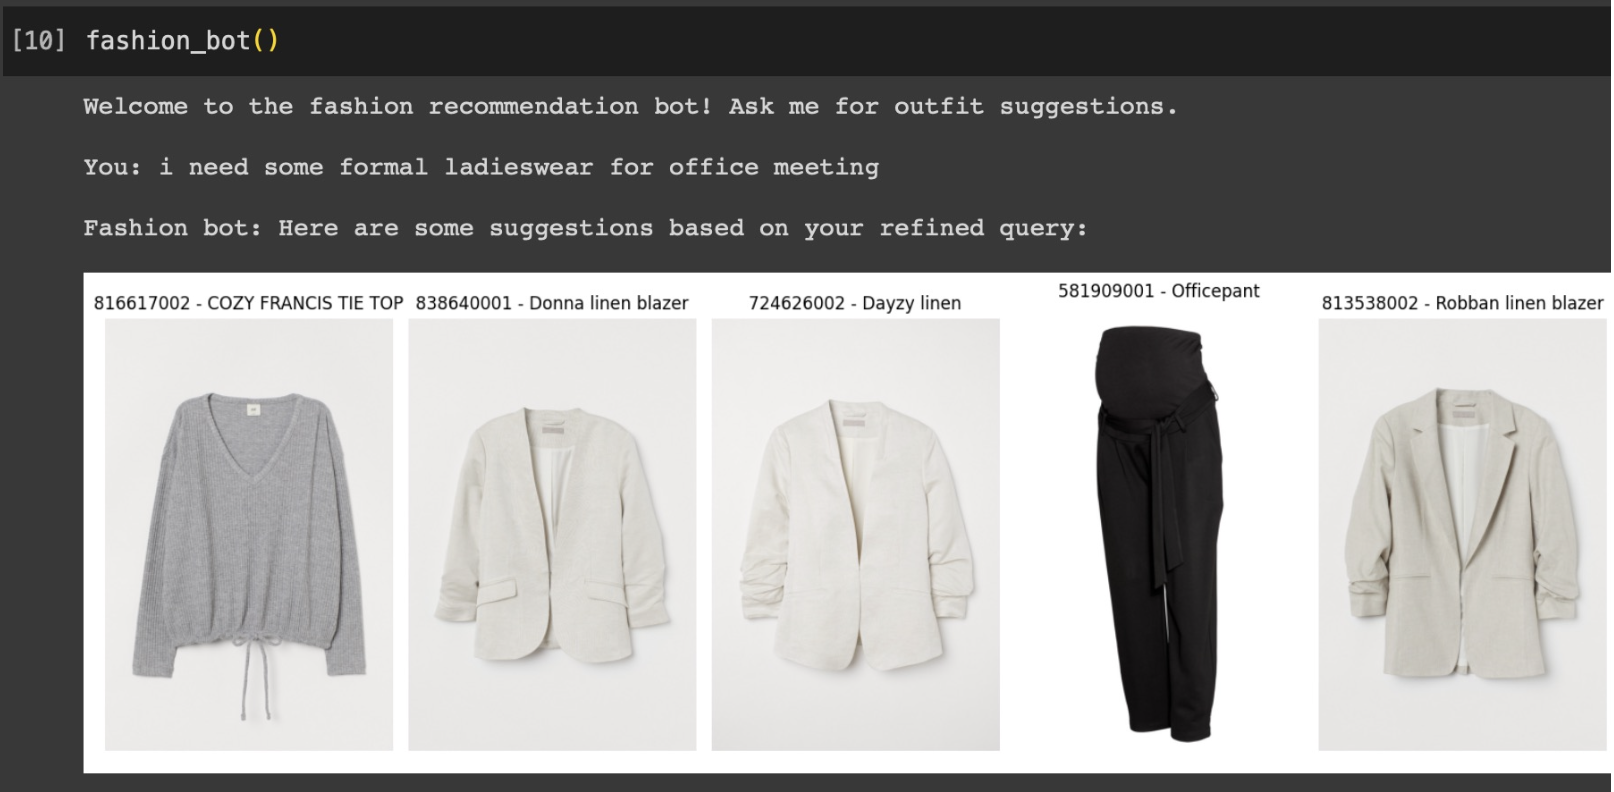 [10] fashion_bot()
Welcome to the fashion recommendation bot! Ask me for outfit suggestions.
You: i need some formal ladieswear for office meeting
Fashion bot: Here are some suggestions based on your refined query:
816617002 - COZY FRANCIS TIE TOP
838640001 - Donna linen blazer
724626002 - Dayzy linen
581909001 - Officepant
813538002 - Robban linen blazer